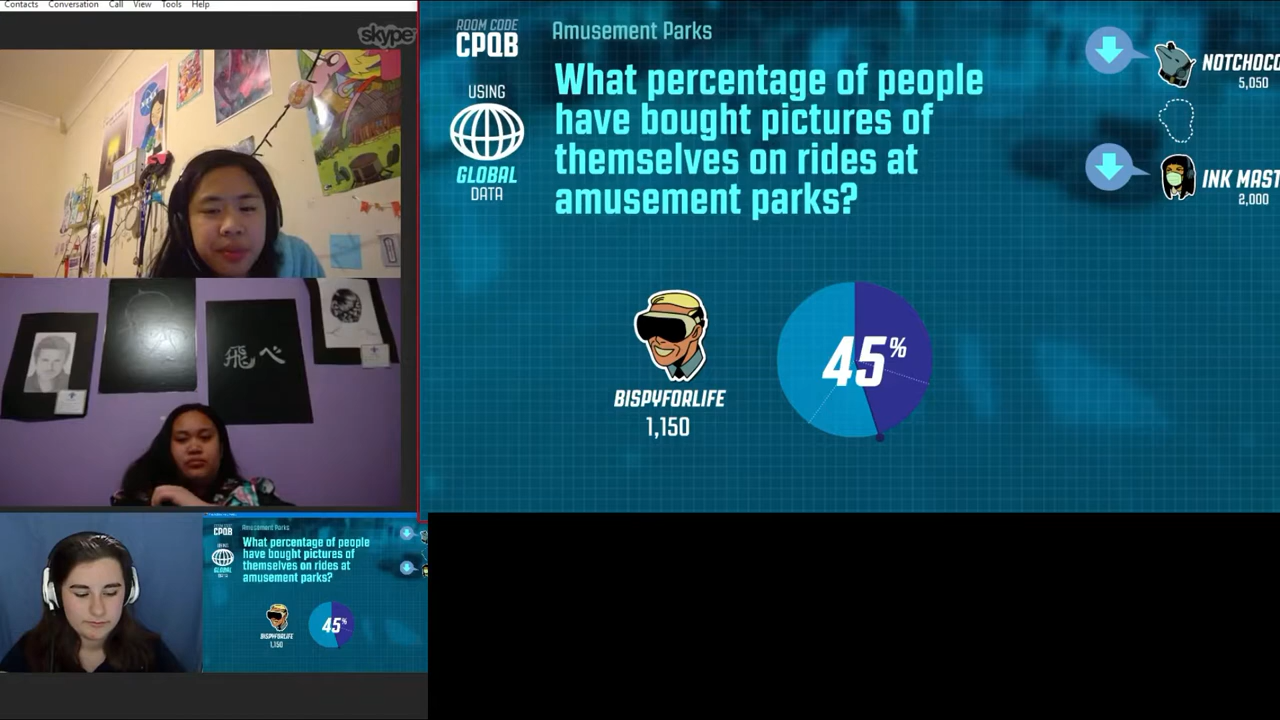 Contacts Conversation Call View Tools Help
skype
飛べ
ROOM CODE
CPQB
USING
GLOBAL
DATA
Amusement Parks
What percentage of people
have bought pictures of
themselves on rides at
amusement parks?
BISPYFORLIFE
1,150
45%
NOTCHOCO
5,050
INK MAST
2,000
CPQB
Amusement Parks
What percentage of people
have bought pictures of
themselves on rides at
amusement parks?
BISPYFORLIFE
1,150
45%